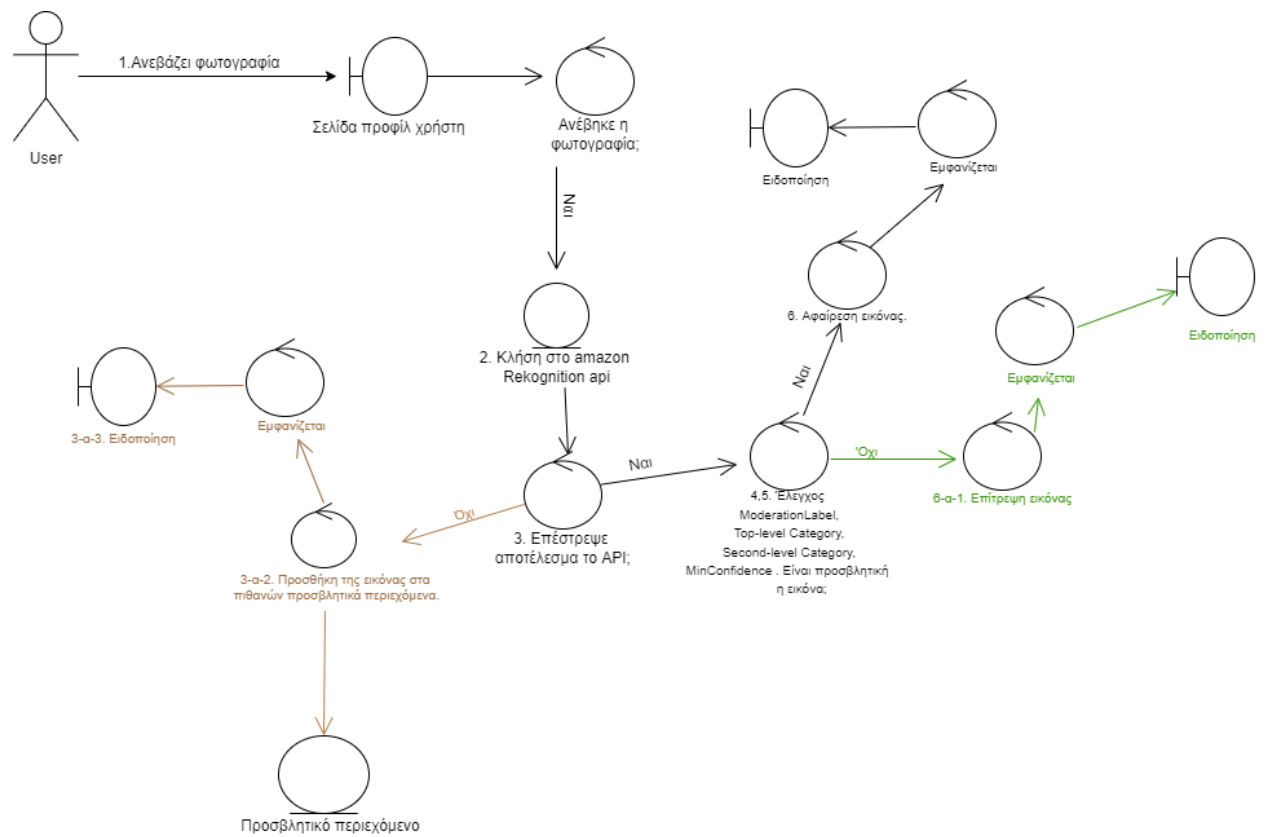 1.Ανεβάζει φωτογραφία
User
Σελίδα προφίλ χρήστη
Ανέβηκε η
φωτογραφία;
Ναι
2. Κλήση στο amazon
Rekognition api
3. Επέστρεψε
αποτέλεσμα το API;
Ναι
4,5. Έλεγχος
ModerationLabel,
Top-level Category,
Second-level Category,
MinConfidence . Είναι προσβλητική
η εικόνα;
Ναι
6. Αφαίρεση εικόνας.
Εμφανίζεται
Ειδοποίηση
Όχι
6-α-1. Επίτρεψη εικόνας
Εμφανίζεται
Ειδοποίηση
Όχι
3-α-2. Προσθήκη της εικόνας στα
πιθανών προσβλητικά περιεχόμενα.
Εμφανίζεται
3-α-3. Ειδοποίηση
Προσβλητικό περιεχόμενο